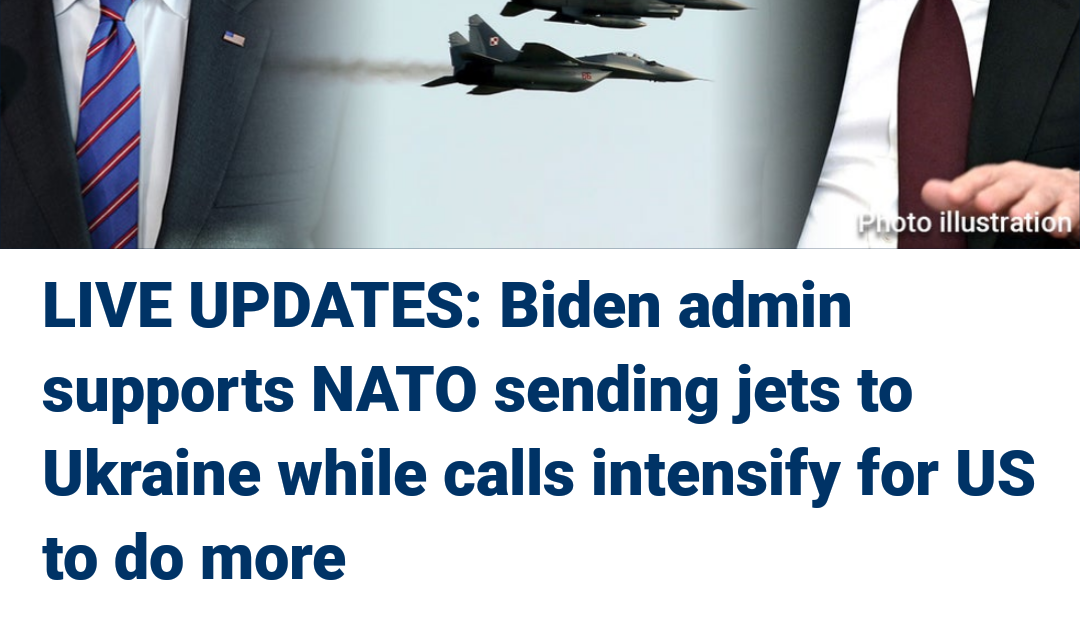 Photo illustration
LIVE UPDATES: Biden admin
supports NATO sending jets to
Ukraine while calls intensify for US
to do more